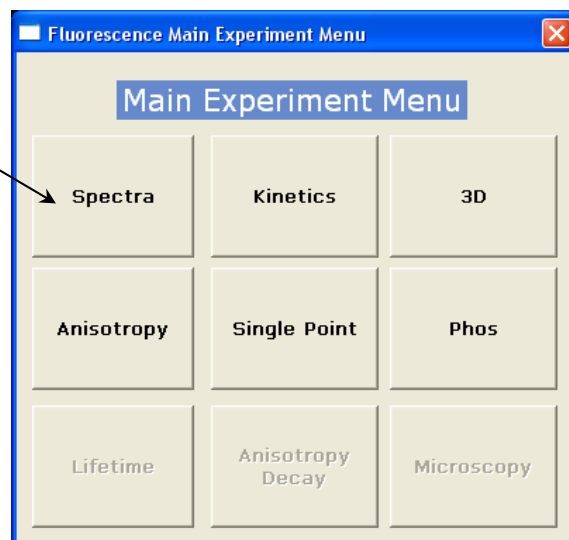 Fluorescence Main Experiment Menu
Main Experiment Menu
Spectra
Kinetics
3D
Anisotropy
Single Point
Phos
Lifetime
Anisotropy
Decay
Microscopy